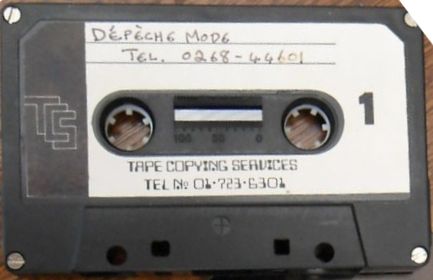 DÉPÈCHE MODE
TEL. 0268-44601
TCS
1
100 50 0
TAPE COPYING SERVICES
TEL No 01·723·6301